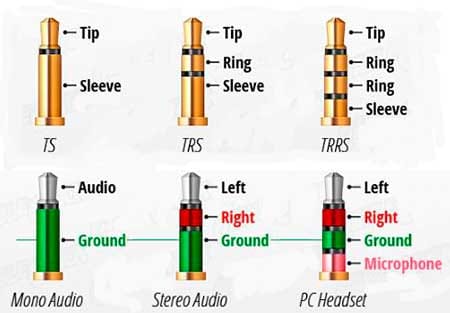 Tip
Sleeve
TS
Tip
Ring
Sleeve
TRS
Tip
Ring
Ring
Sleeve
TRRS
Audio
Ground
Mono Audio
Left
Right
Ground
Stereo Audio
Left
Right
Ground
Microphone
PC Headset